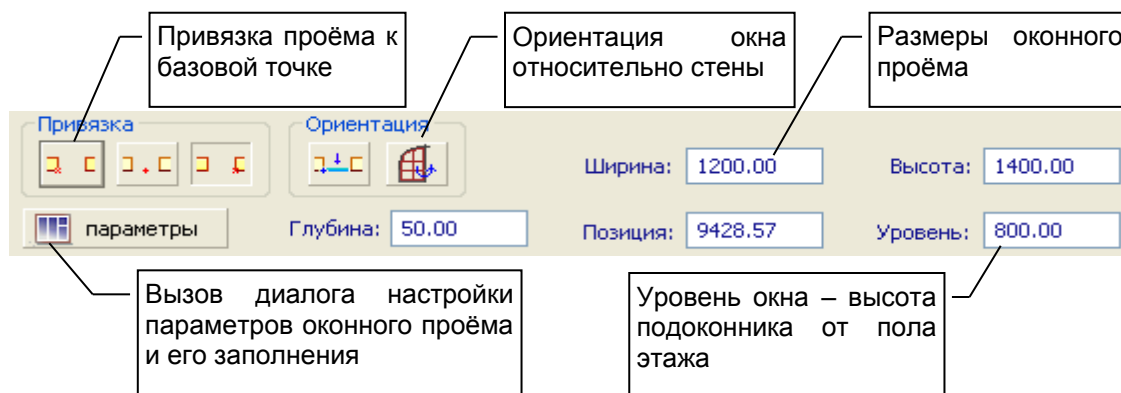 Привязка проёма к
базовой точке
Ориентация окна
относительно стены
Размеры оконного
проёма
Привязка
Ориентация
Ширина: 1200.00
Высота: 1400.00
параметры
Глубина: 50.00
Позиция: 9428.57
Уровень: 800.00
Вызов диалога настройки
параметров оконного проёма
и его заполнения
Уровень окна – высота
подоконника от пола
этажа